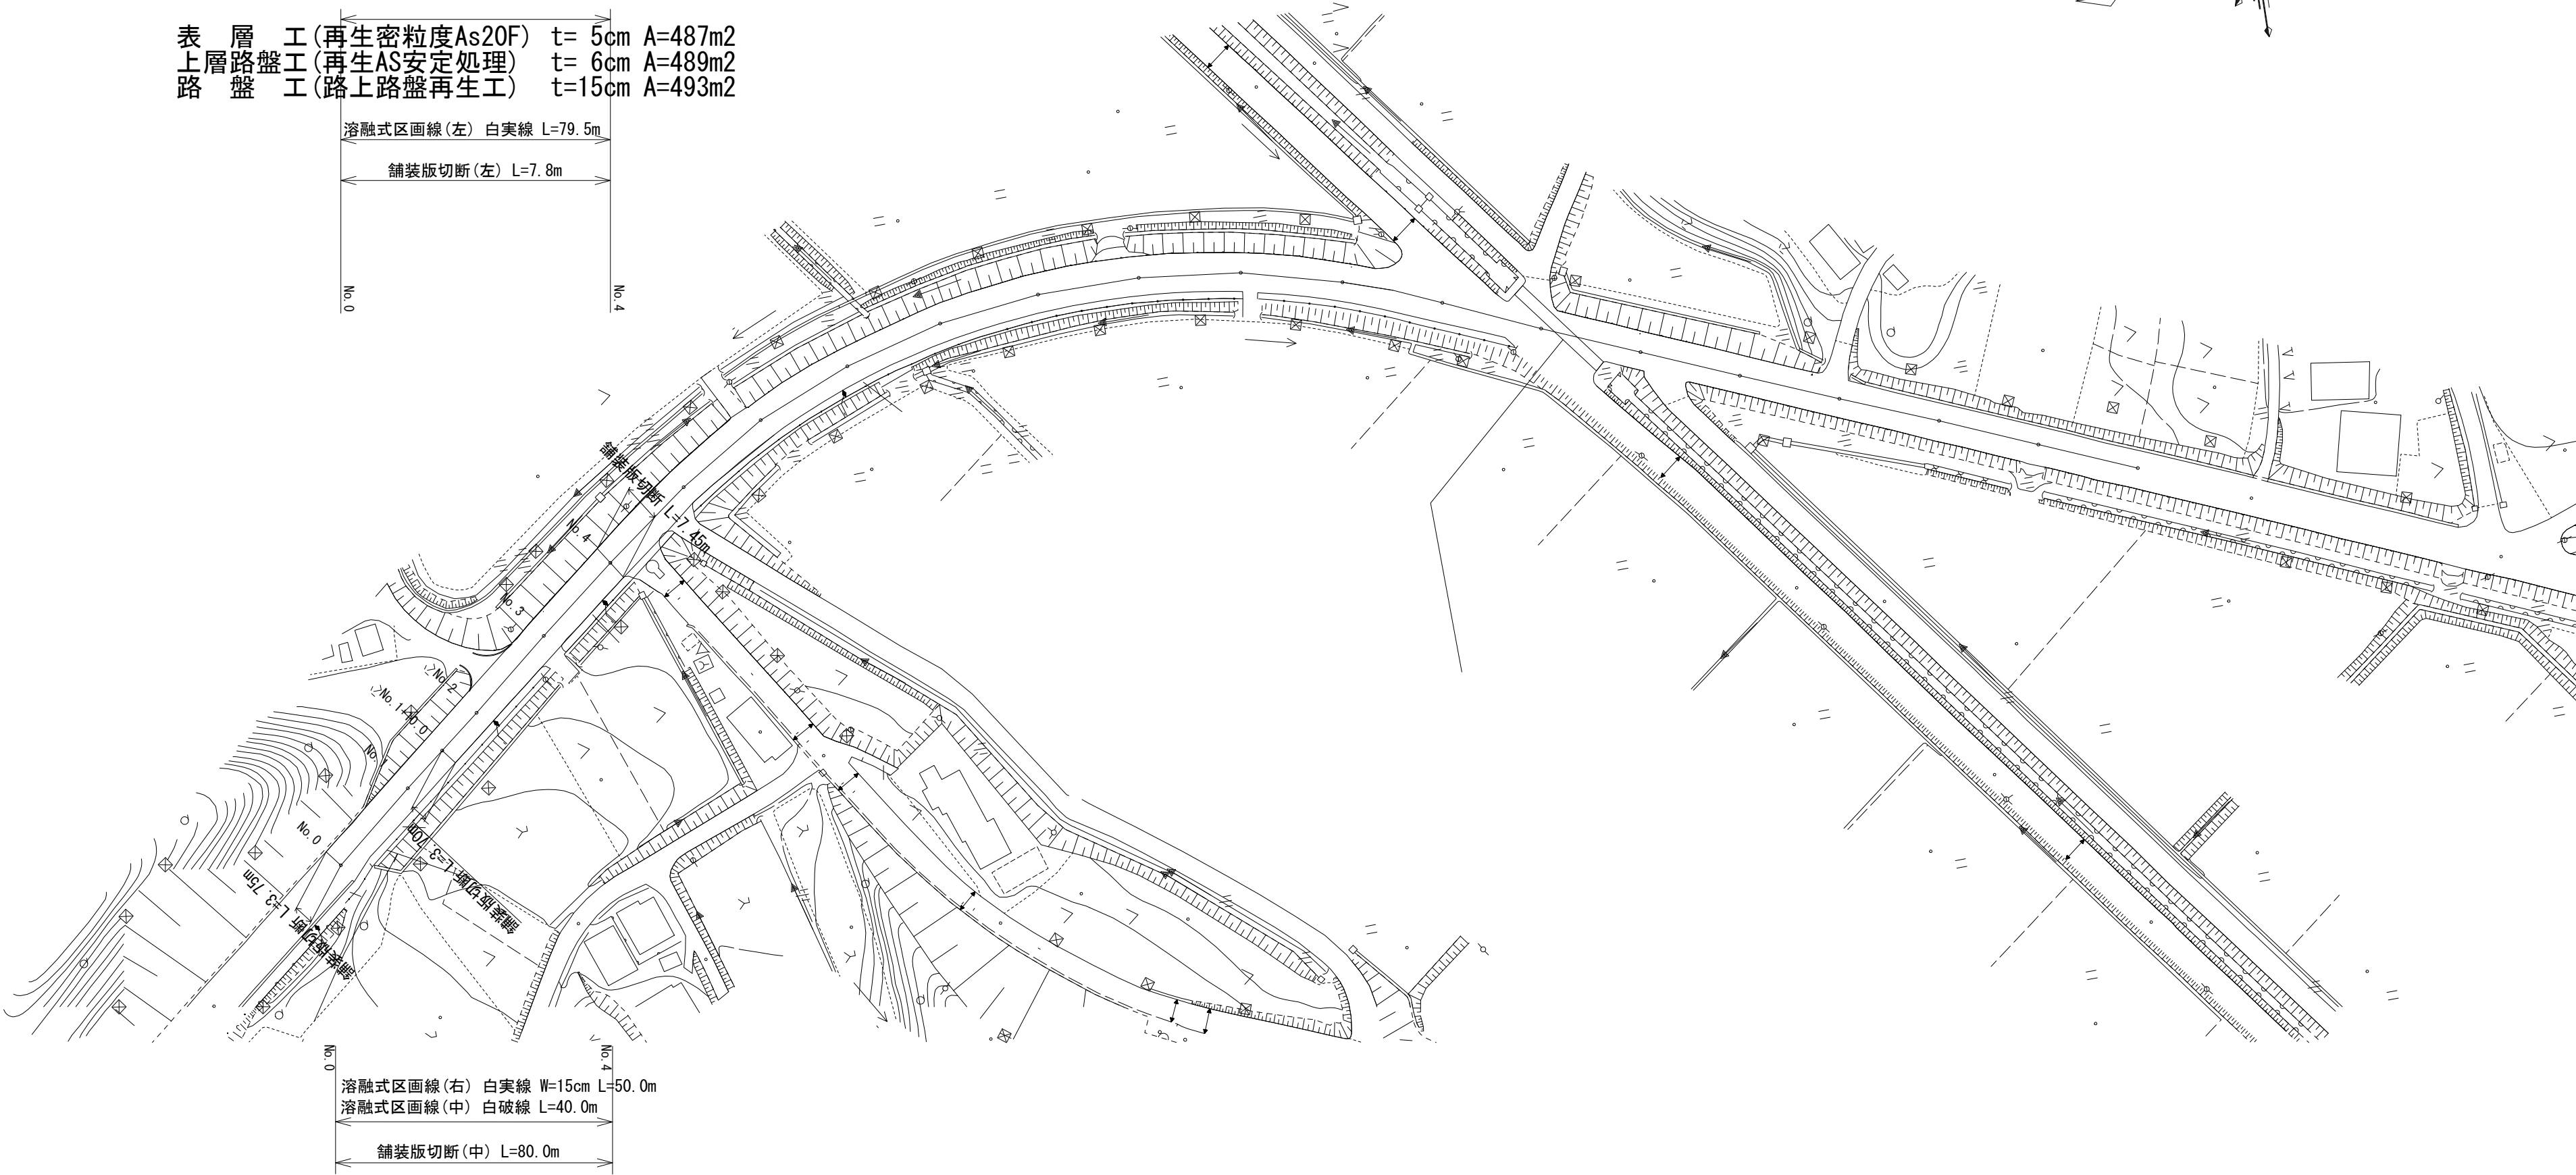 表　層　工(再生密粒度As20F)　t= 5cm A=487m2
上層路盤工(再生AS安定処理)　t= 6cm A=489m2
路　盤　工(路上路盤再生工)　t=15cm A=493m2
溶融式区画線(左) 白実線 L=79.5m
舗装版切断(左) L=7.8m
No.0
No.4
舗装版切断 L=7.45m
No.4
No.3
No.2
No.0
舗装版切断 L=3.70m
舗装版切断 L=3.75m
No.0
No.4
溶融式区画線(右) 白実線 W=15cm L=50.0m
溶融式区画線(中) 白破線 L=40.0m
舗装版切断(中) L=80.0m